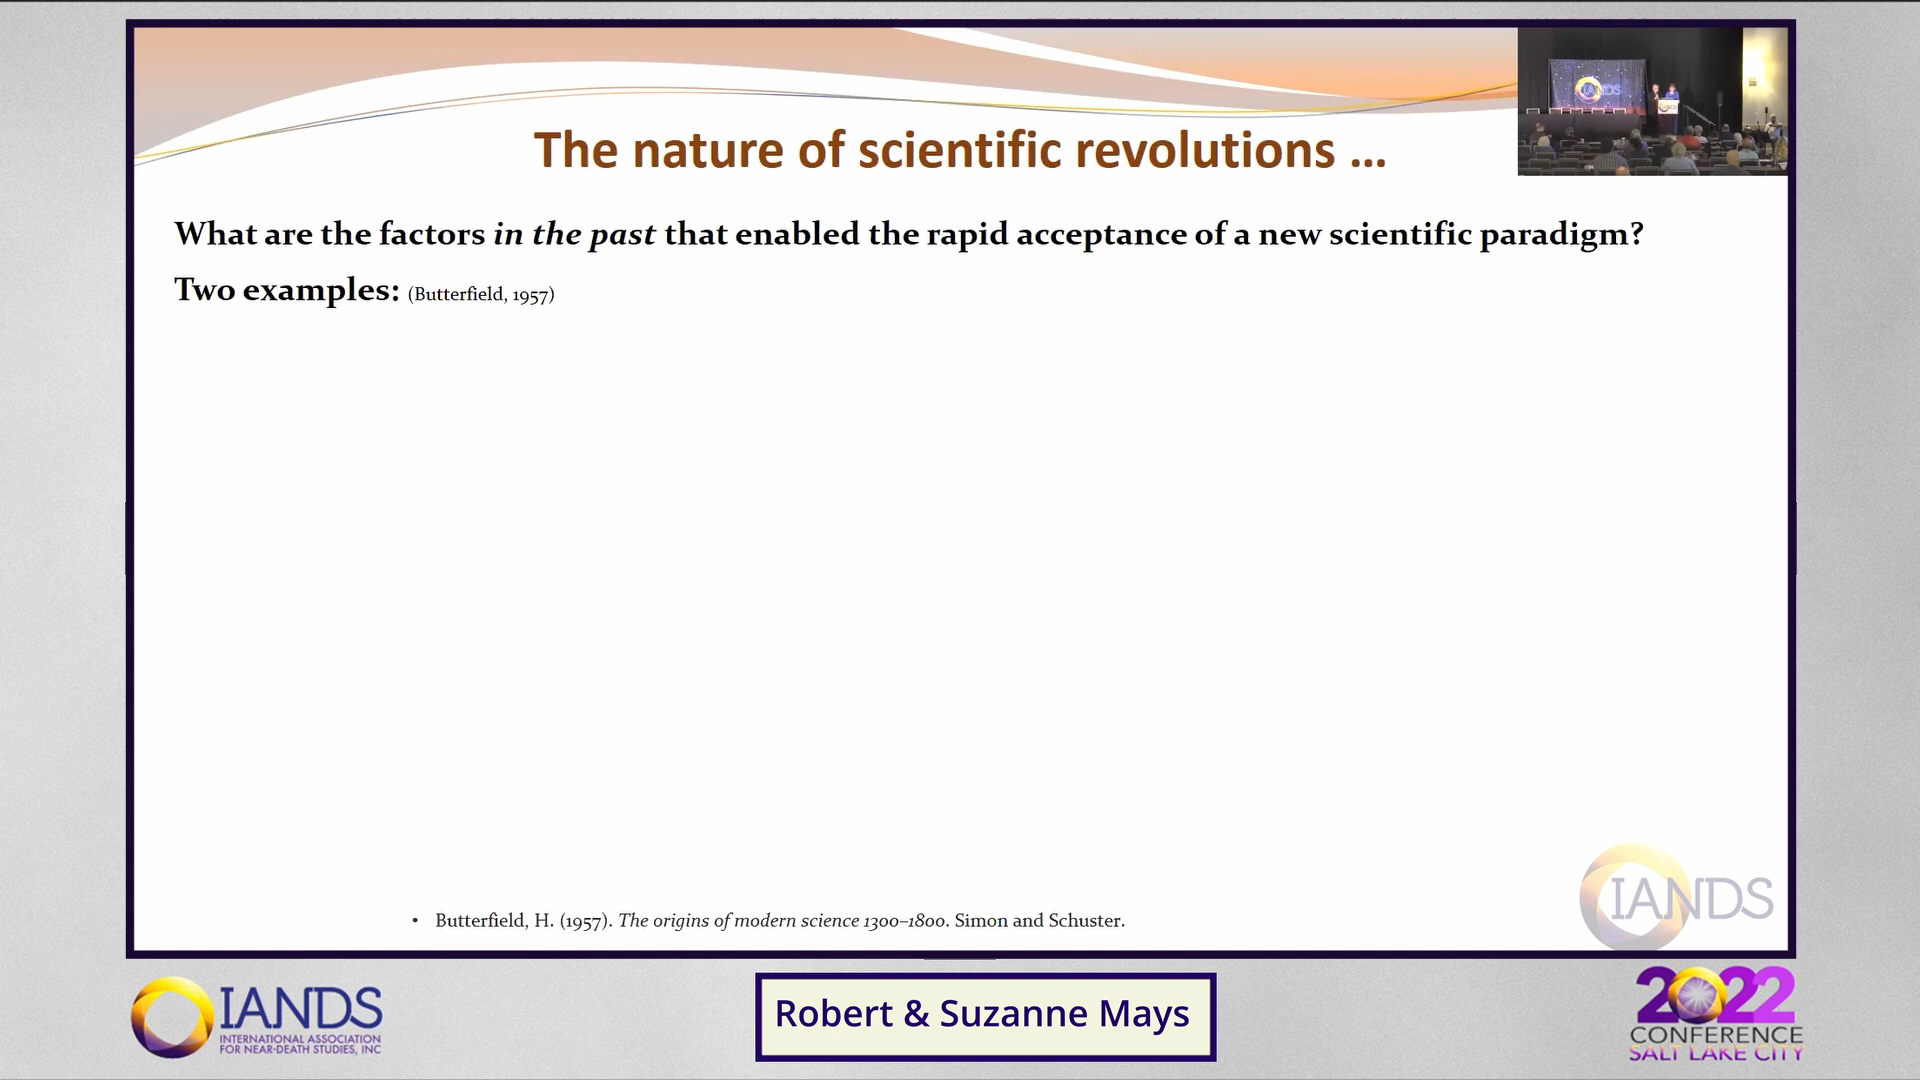 The nature of scientific revolutions ...
What are the factors in the past that enabled the rapid acceptance of a new scientific paradigm?
Two examples: (Butterfield, 1957)
• Butterfield, H. (1957). The origins of modern science 1300–1800. Simon and Schuster.
IANDS
IANDS
INTERNATIONAL ASSOCIATION
FOR NEAR-DEATH STUDIES, INC
Robert & Suzanne Mays
2022
CONFERENCE
SALT LAKE CITY
IANDS